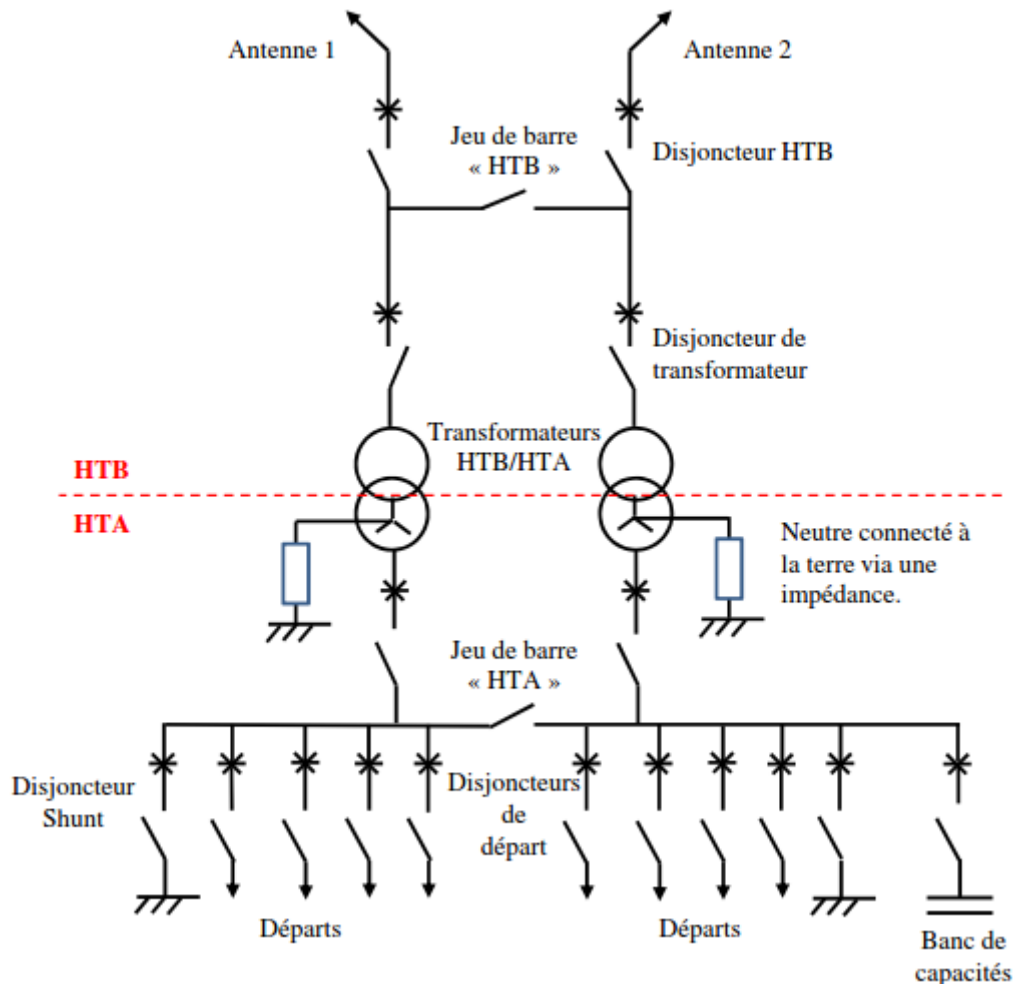 Antenne 1
Antenne 2
Jeu de barre
« HTB »
Disjoncteur HTB
Disjoncteur de
transformateur
Transformateurs
HTB/HTA
HTB
HTA
Neutre connecté à
la terre via une
impédance.
Jeu de barre
« HTA »
Disjoncteur
Shunt
Disjoncteurs
de
départ
Départs
Départs
Banc de
capacités